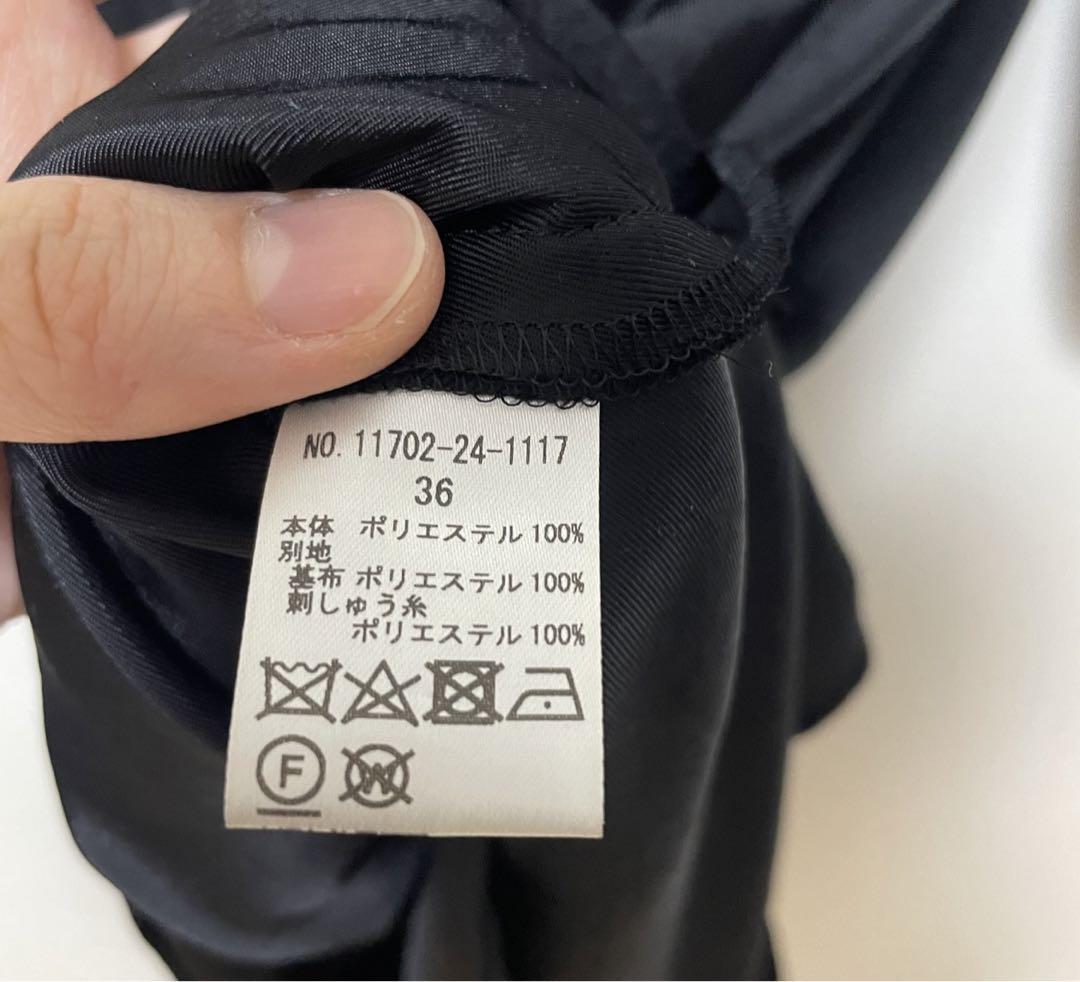 NO. 11702-24-1117
36
本体 ポリエステル 100%
別地
基布 ポリエステル 100%
刺しゅう糸
ポリエステル 100%
F
W